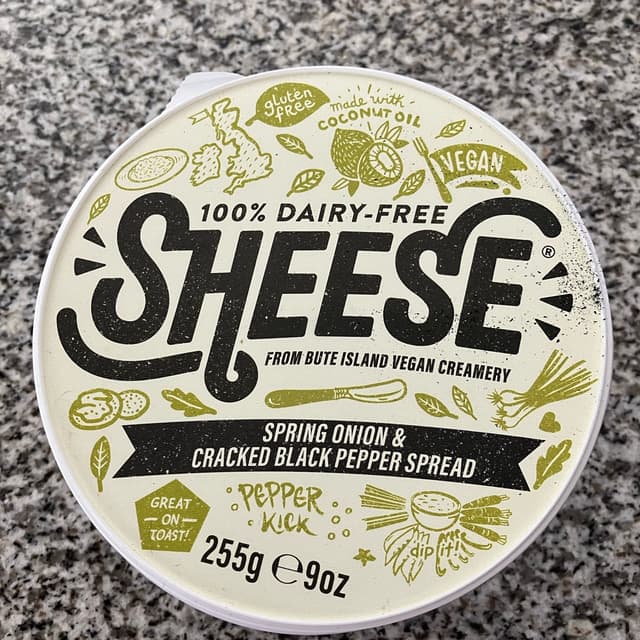 gluten
free
made with
COCONUT OIL
VEGAN
100% DAIRY-FREE
SHEESE®
FROM BUTE ISLAND VEGAN CREAMERY
SPRING ONION &
CRACKED BLACK PEPPER SPREAD
GREAT
ON
TOAST!
PEPPER
KICK
dip it!
255g ℮ 9oz